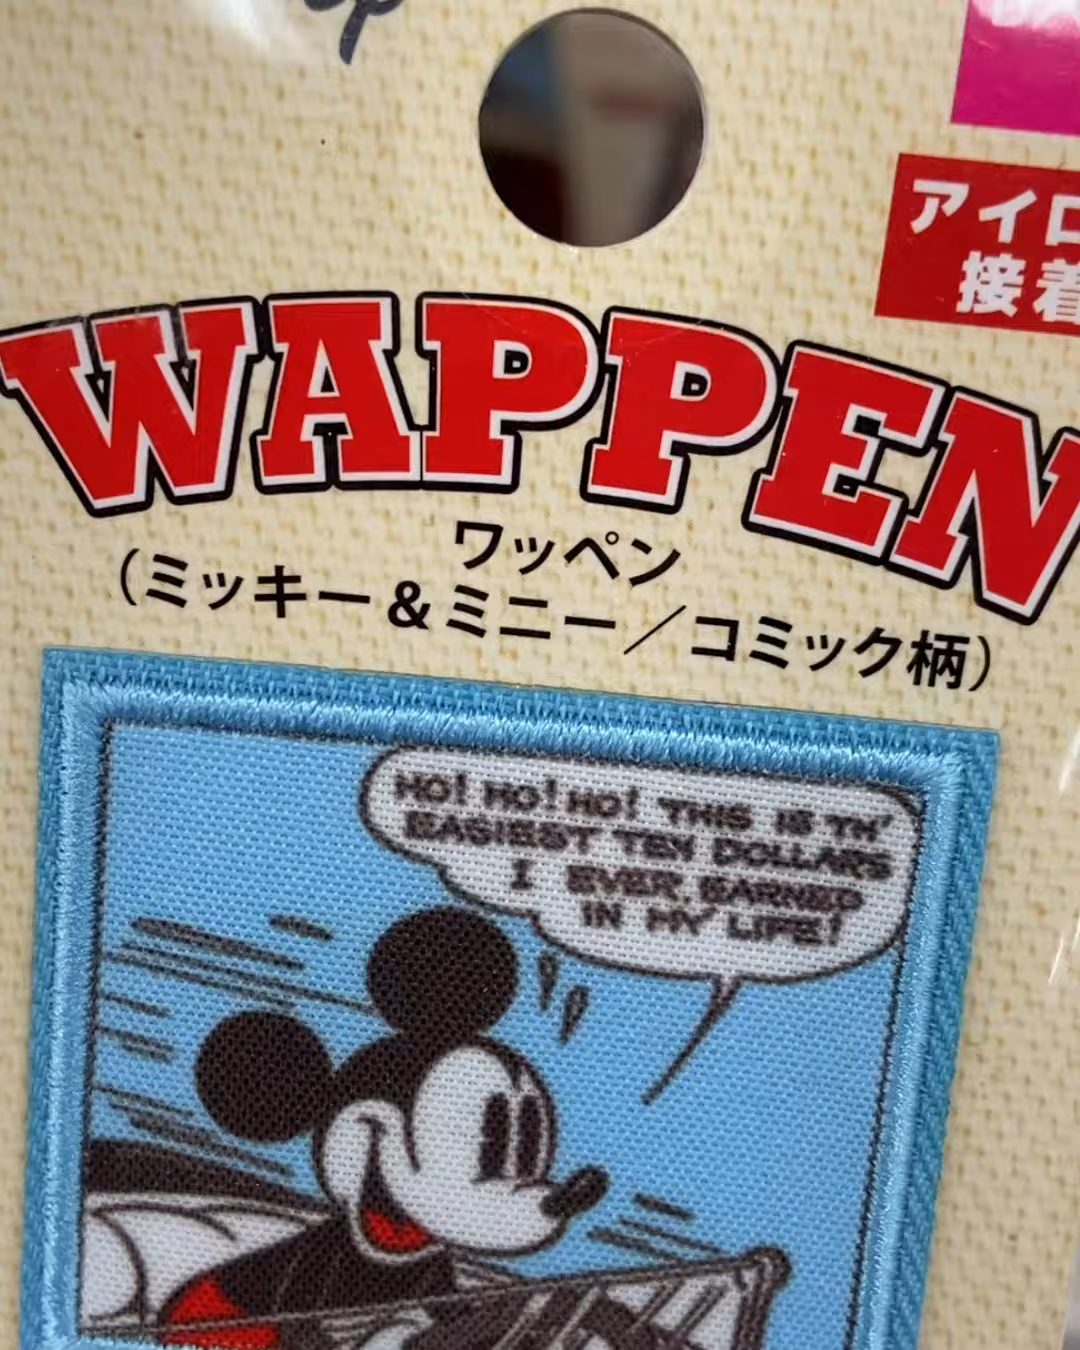 アイロ
接着
WAPPEN
ワッペン
（ミッキー＆ミニー／コミック柄）
HO! HO! HO! THIS IS TH'
EASIEST TEN DOLLARS
I EVER EARNED
IN MY LIFE!